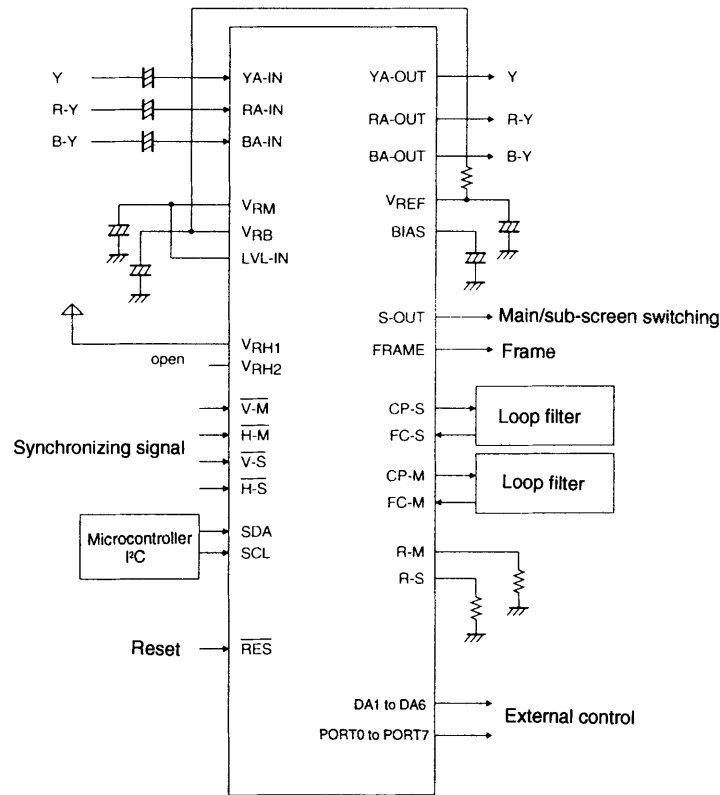 Y
R-Y
B-Y
YA-IN
RA-IN
BA-IN
VRM
VRB
LVL-IN
open
VRH1
VRH2
Synchronizing signal
V-M
H-M
V-S
H-S
Microcontroller
I²C
SDA
SCL
Reset
RES
YA-OUT
Y
RA-OUT
R-Y
BA-OUT
B-Y
VREF
BIAS
S-OUT
Main/sub-screen switching
FRAME
Frame
CP-S
FC-S
Loop filter
CP-M
FC-M
Loop filter
R-M
R-S
DA1 to DA6
PORT0 to PORT7
External control